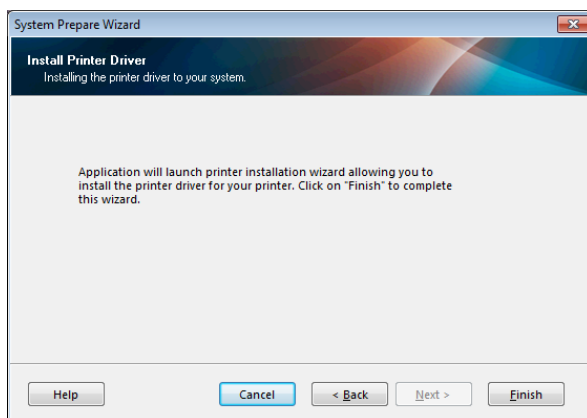 System Prepare Wizard
Install Printer Driver
Installing the printer driver to your system.
Application will launch printer installation wizard allowing you to
install the printer driver for your printer. Click on "Finish" to complete
this wizard.
Help
Cancel
< Back
Next >
Finish